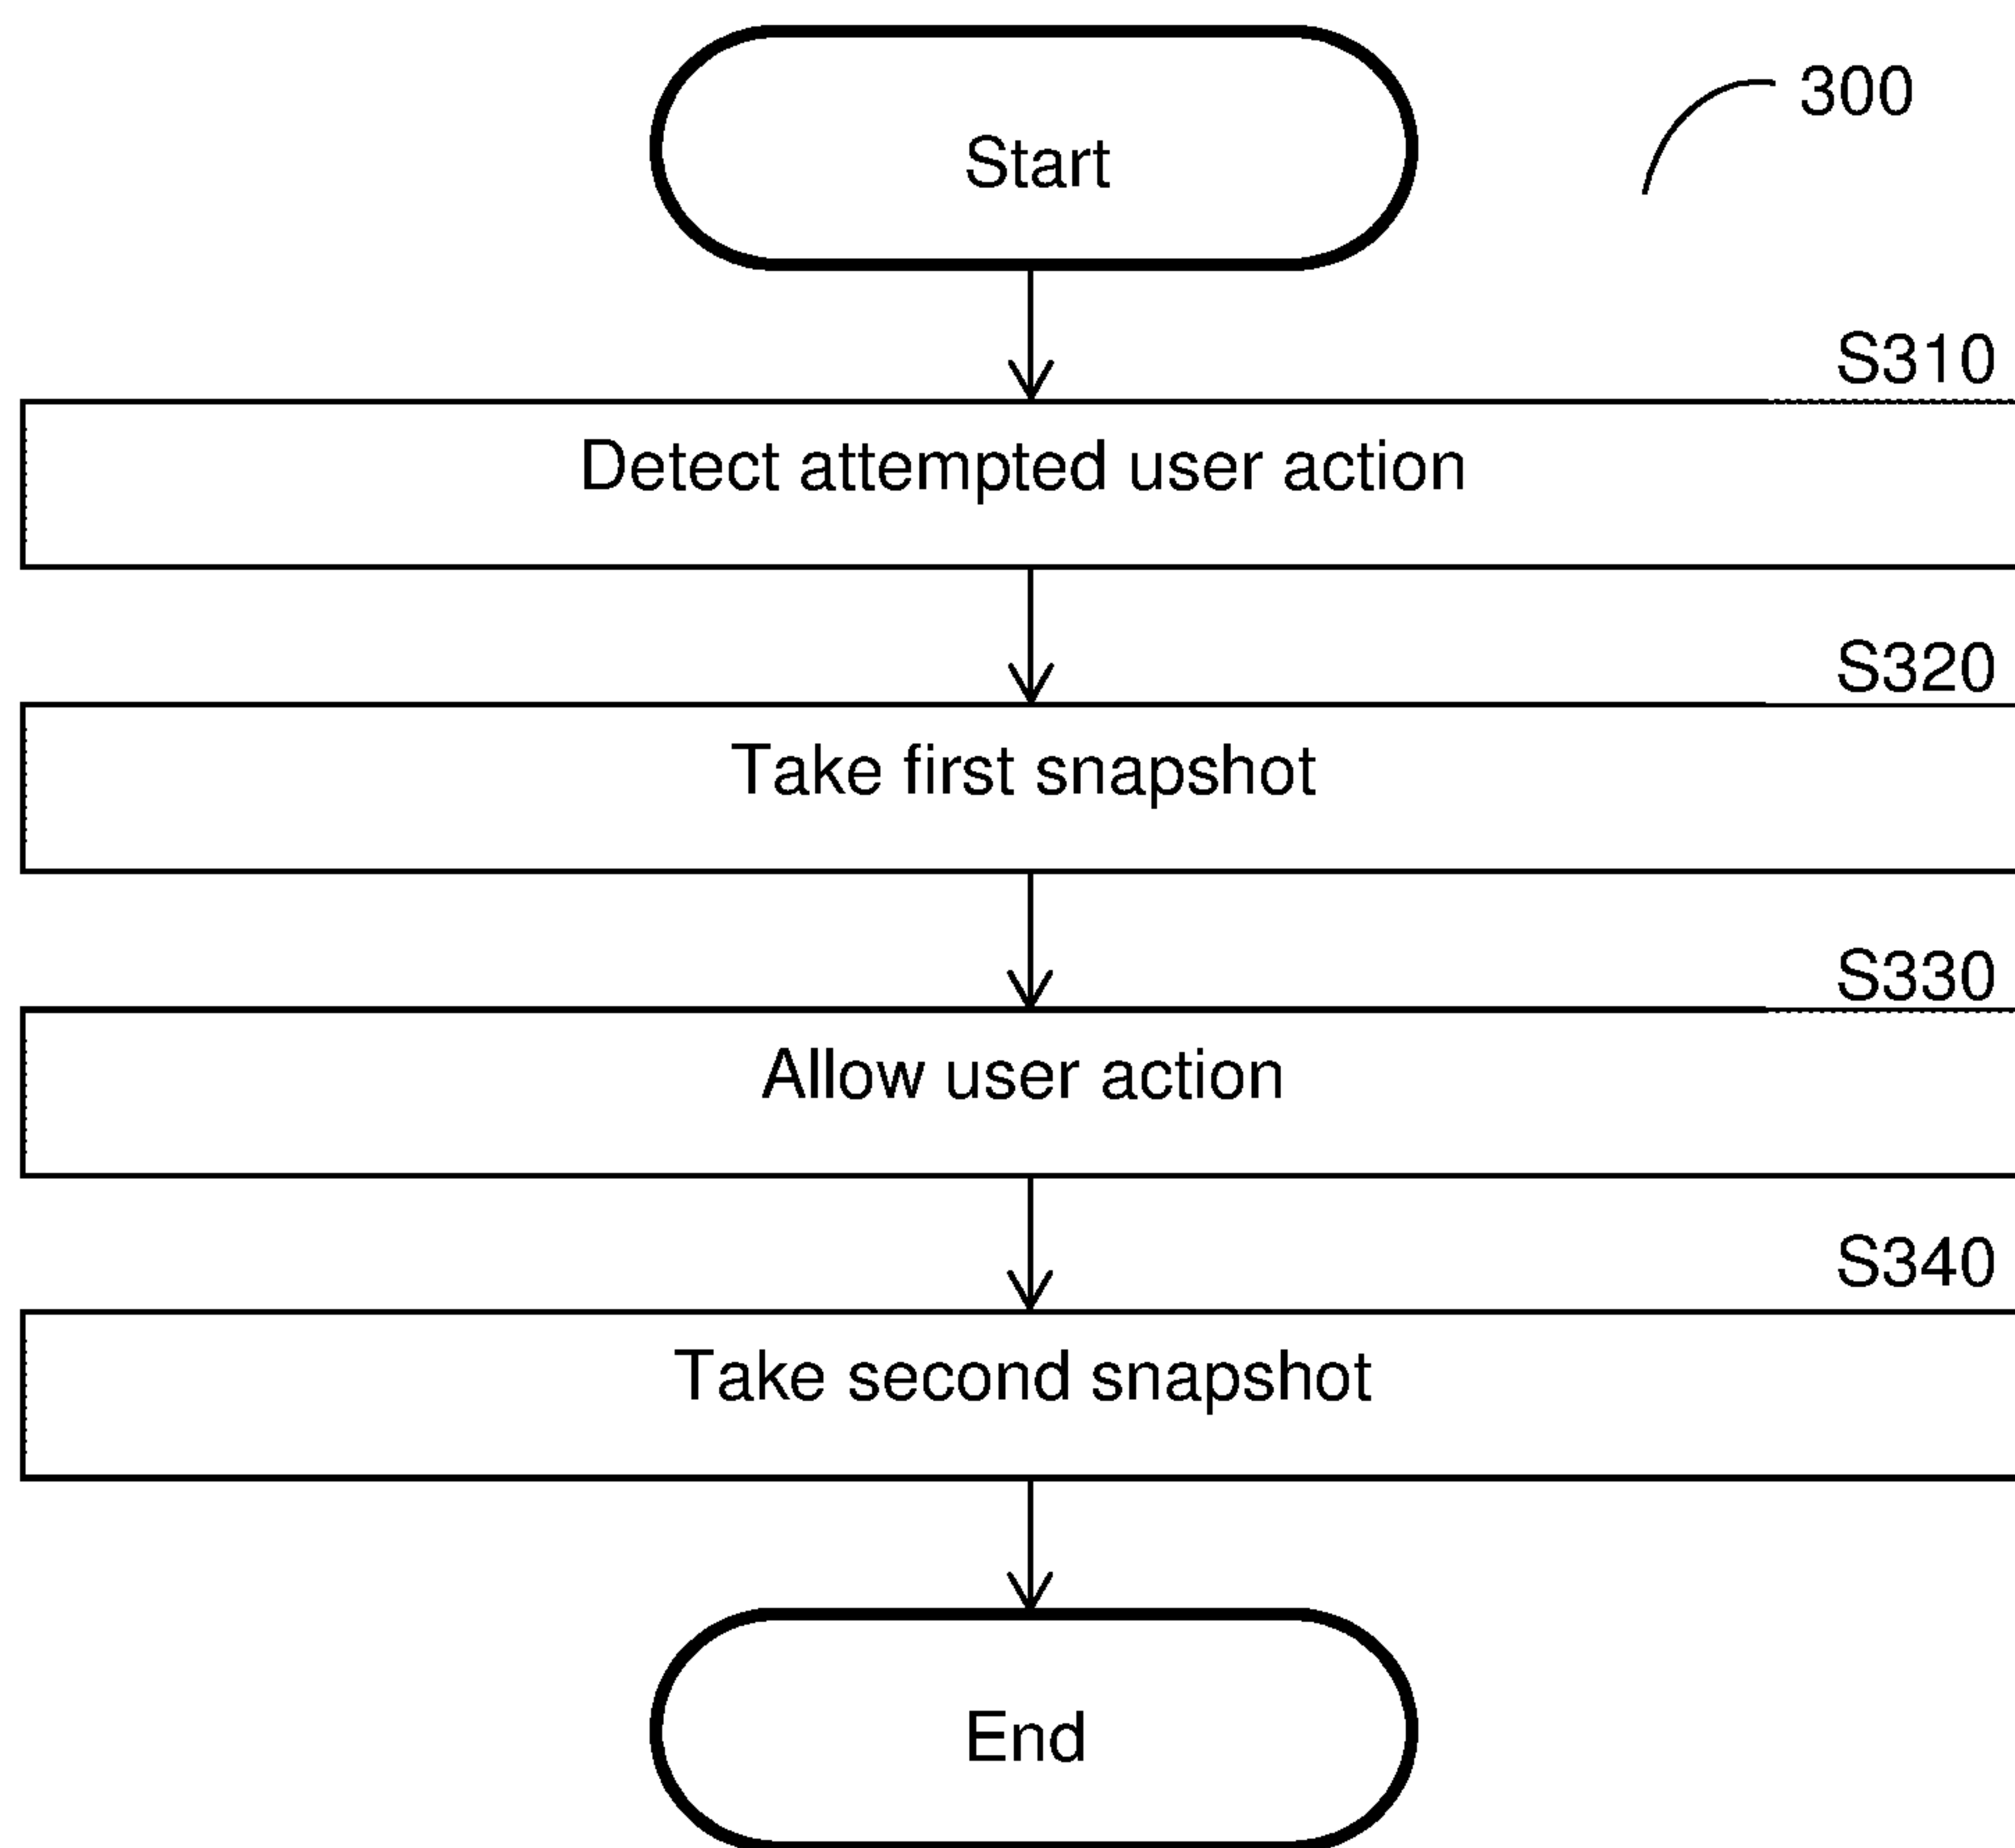 Start
300
S310
Detect attempted user action
S320
Take first snapshot
S330
Allow user action
S340
Take second snapshot
End